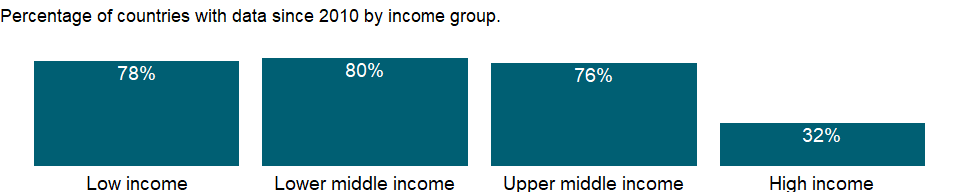 Percentage of countries with data since 2010 by income group.
78%
80%
76%
32%
Low income
Lower middle income
Upper middle income
High income